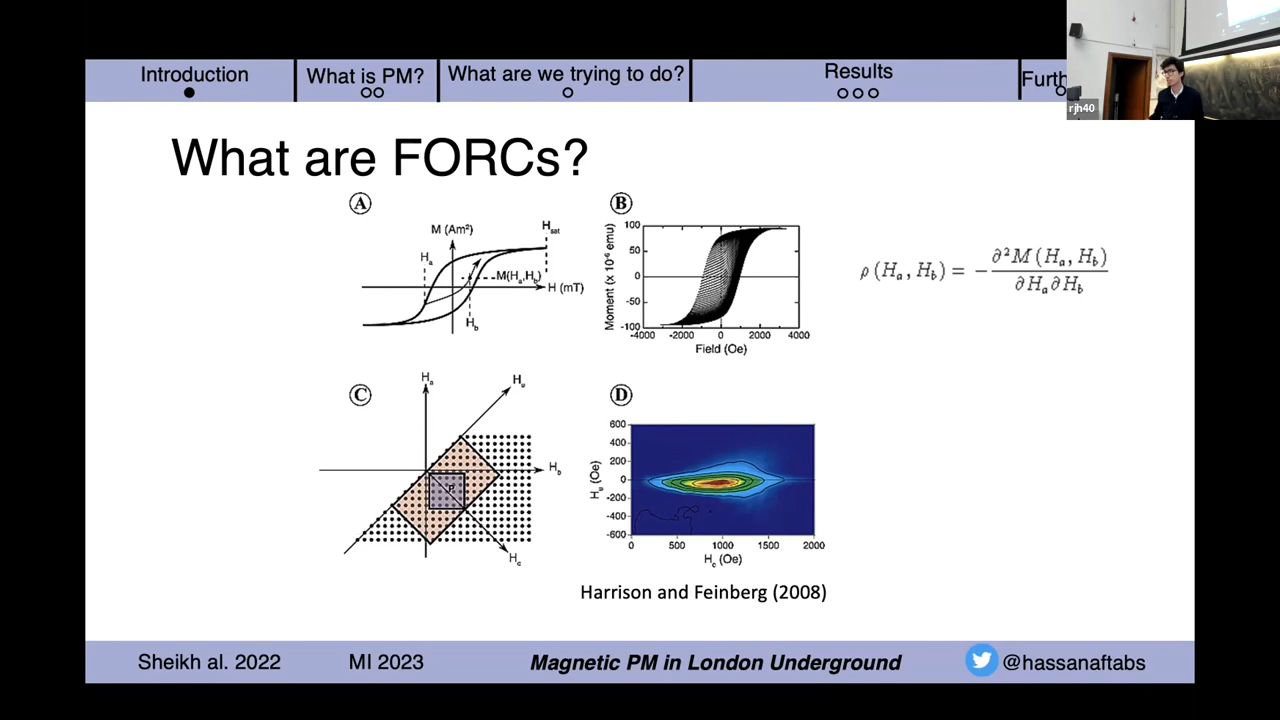 Introduction
What is PM?
What are we trying to do?
Results
Furth
rjh40
What are FORCs?
A
M (Am²)
H_sat
H_a
M(H_a,H_b)
H (mT)
H_b
B
Moment (x 10⁻⁶ emu)
100
50
0
-50
-100
-4000 -2000 0 2000 4000
Field (Oe)
ρ (H_a, H_b) = − ∂²M (H_a, H_b) / ∂H_a ∂H_b
C
H_a
H_u
H_b
P
H_c
D
H_u (Oe)
600
400
200
0
-200
-400
-600
0 500 1000 1500 2000
H_c (Oe)
Harrison and Feinberg (2008)
Sheikh al. 2022
MI 2023
Magnetic PM in London Underground
@hassanaftabs